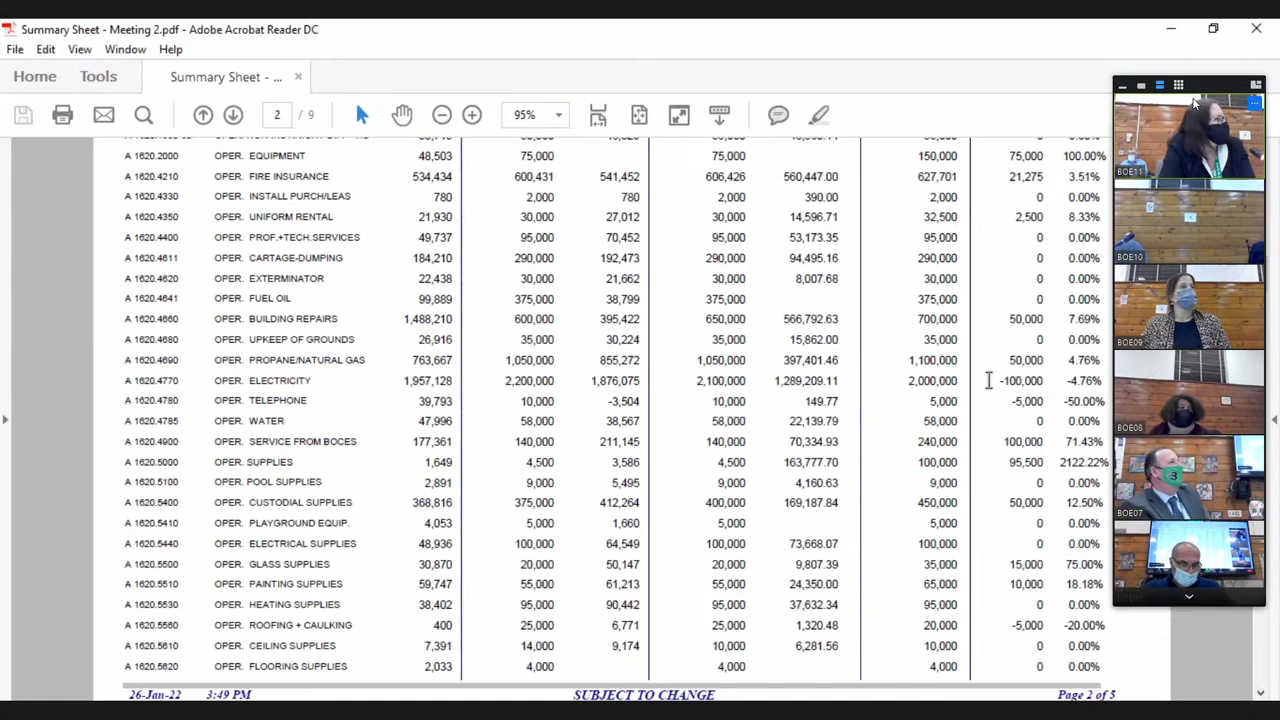 Summary Sheet - Meeting 2.pdf - Adobe Acrobat Reader DC
File Edit View Window Help
Home Tools Summary Sheet - ... ×
2 / 9 95%
A 1620.2000 OPER. EQUIPMENT 48,503 75,000 75,000 150,000 75,000 100.00%
A 1620.4210 OPER. FIRE INSURANCE 534,434 600,431 541,452 606,426 560,447.00 627,701 21,275 3.51%
A 1620.4330 OPER. INSTALL PURCH/LEAS 780 2,000 780 2,000 390.00 2,000 0 0.00%
A 1620.4350 OPER. UNIFORM RENTAL 21,930 30,000 27,012 30,000 14,596.71 32,500 2,500 8.33%
A 1620.4400 OPER. PROF.+TECH.SERVICES 49,737 95,000 70,452 95,000 53,173.35 95,000 0 0.00%
A 1620.4611 OPER. CARTAGE-DUMPING 184,210 290,000 192,473 290,000 94,495.16 290,000 0 0.00%
A 1620.4620 OPER. EXTERMINATOR 22,438 30,000 21,662 30,000 8,007.68 30,000 0 0.00%
A 1620.4641 OPER. FUEL OIL 99,889 375,000 38,799 375,000 375,000 0 0.00%
A 1620.4660 OPER. BUILDING REPAIRS 1,488,210 600,000 395,422 650,000 566,792.63 700,000 50,000 7.69%
A 1620.4680 OPER. UPKEEP OF GROUNDS 26,916 35,000 30,224 35,000 15,862.00 35,000 0 0.00%
A 1620.4690 OPER. PROPANE/NATURAL GAS 763,667 1,050,000 855,272 1,050,000 397,401.46 1,100,000 50,000 4.76%
A 1620.4770 OPER. ELECTRICITY 1,957,128 2,200,000 1,876,075 2,100,000 1,289,209.11 2,000,000 -100,000 -4.76%
A 1620.4780 OPER. TELEPHONE 39,793 10,000 -3,504 10,000 149.77 5,000 -5,000 -50.00%
A 1620.4785 OPER. WATER 47,996 58,000 38,567 58,000 22,139.79 58,000 0 0.00%
A 1620.4900 OPER. SERVICE FROM BOCES 177,361 140,000 211,145 140,000 70,334.93 240,000 100,000 71.43%
A 1620.5000 OPER. SUPPLIES 1,649 4,500 3,586 4,500 163,777.70 100,000 95,500 2122.22%
A 1620.5100 OPER. POOL SUPPLIES 2,891 9,000 5,495 9,000 4,160.63 9,000 0 0.00%
A 1620.5400 OPER. CUSTODIAL SUPPLIES 368,816 375,000 412,264 400,000 169,187.84 450,000 50,000 12.50%
A 1620.5410 OPER. PLAYGROUND EQUIP. 4,053 5,000 1,660 5,000 5,000 0 0.00%
A 1620.5440 OPER. ELECTRICAL SUPPLIES 48,936 100,000 64,549 100,000 73,668.07 100,000 0 0.00%
A 1620.5500 OPER. GLASS SUPPLIES 30,870 20,000 50,147 20,000 9,807.39 35,000 15,000 75.00%
A 1620.5510 OPER. PAINTING SUPPLIES 59,747 55,000 61,213 55,000 24,350.00 65,000 10,000 18.18%
A 1620.5530 OPER. HEATING SUPPLIES 38,402 95,000 90,442 95,000 37,632.34 95,000 0 0.00%
A 1620.5560 OPER. ROOFING + CAULKING 400 25,000 6,771 25,000 1,320.48 20,000 -5,000 -20.00%
A 1620.5610 OPER. CEILING SUPPLIES 7,391 14,000 9,174 10,000 6,281.56 10,000 0 0.00%
A 1620.5620 OPER. FLOORING SUPPLIES 2,033 4,000 4,000 4,000 0 0.00%
26-Jan-22 3:49 PM SUBJECT TO CHANGE Page 2 of 5
BOE11
BOE10
BOE09
BOE08
BOE07